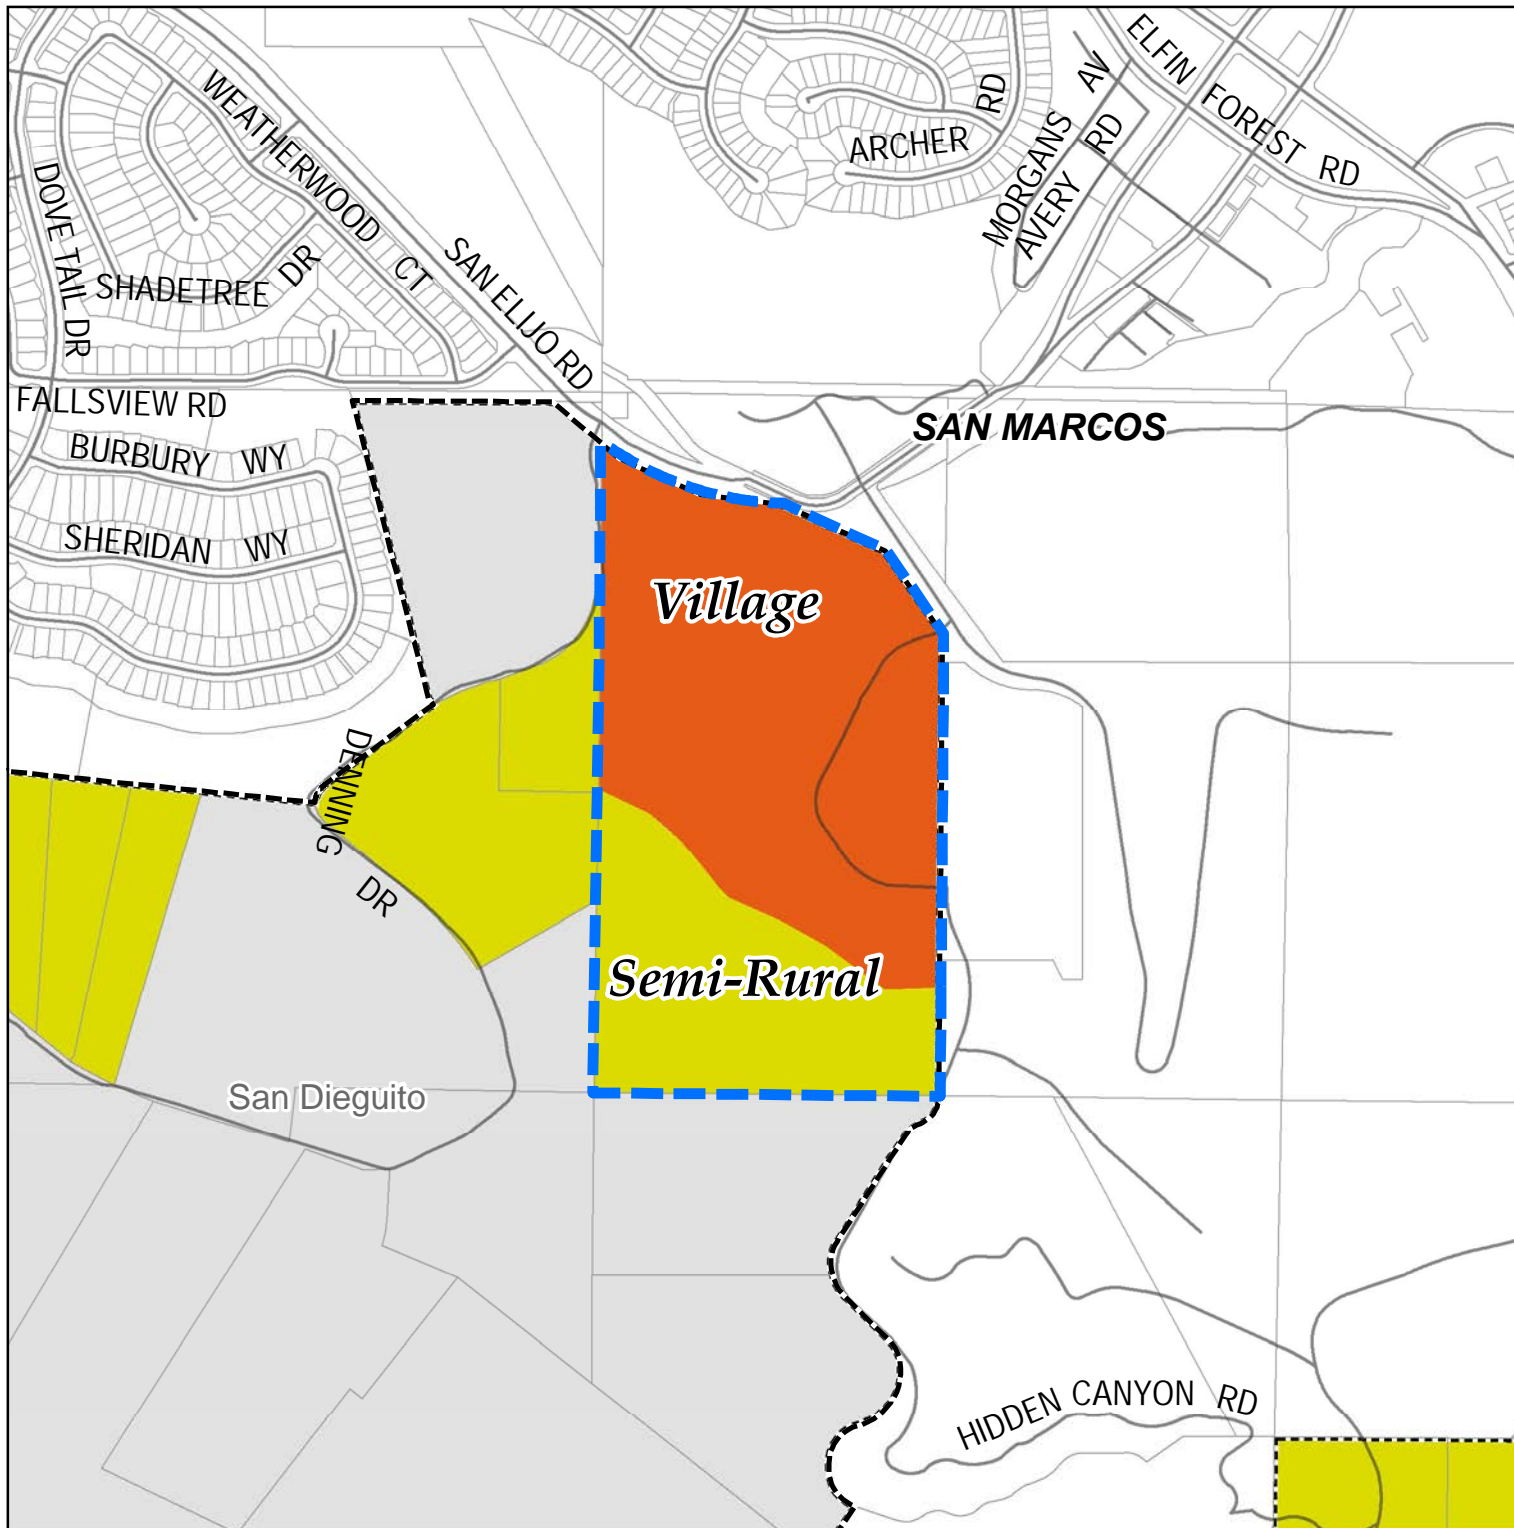 ELFIN FOREST RD
MORGANS AV
AVERY RD
ARCHER RD
WEATHERWOOD CT
DOVE TAIL DR
SHADETREE DR
SAN ELIJO RD
FALLSVIEW RD
SAN MARCOS
BURBURY WY
SHERIDAN WY
Village
DENNING DR
Semi-Rural
San Dieguito
HIDDEN CANYON RD